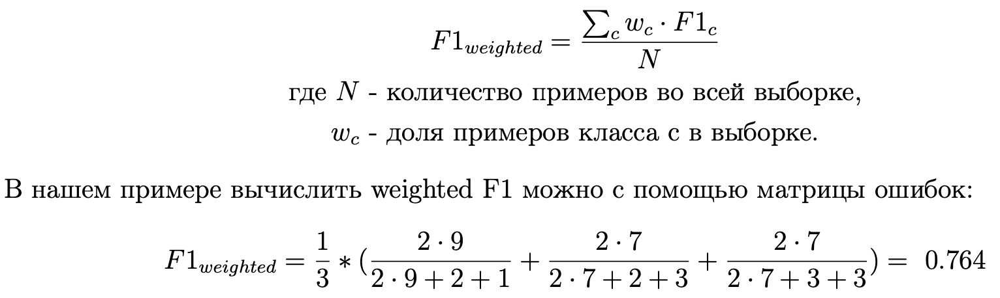 $F1_{weighted} = \frac{\sum_c w_c \cdot F1_c}{N}$
где $N$ - количество примеров во всей выборке,
$w_c$ - доля примеров класса c в выборке.
В нашем примере вычислить weighted F1 можно с помощью матрицы ошибок:
$F1_{weighted} = \frac{1}{3} * (\frac{2 \cdot 9}{2 \cdot 9 + 2 + 1} + \frac{2 \cdot 7}{2 \cdot 7 + 2 + 3} + \frac{2 \cdot 7}{2 \cdot 7 + 3 + 3}) = 0.764$